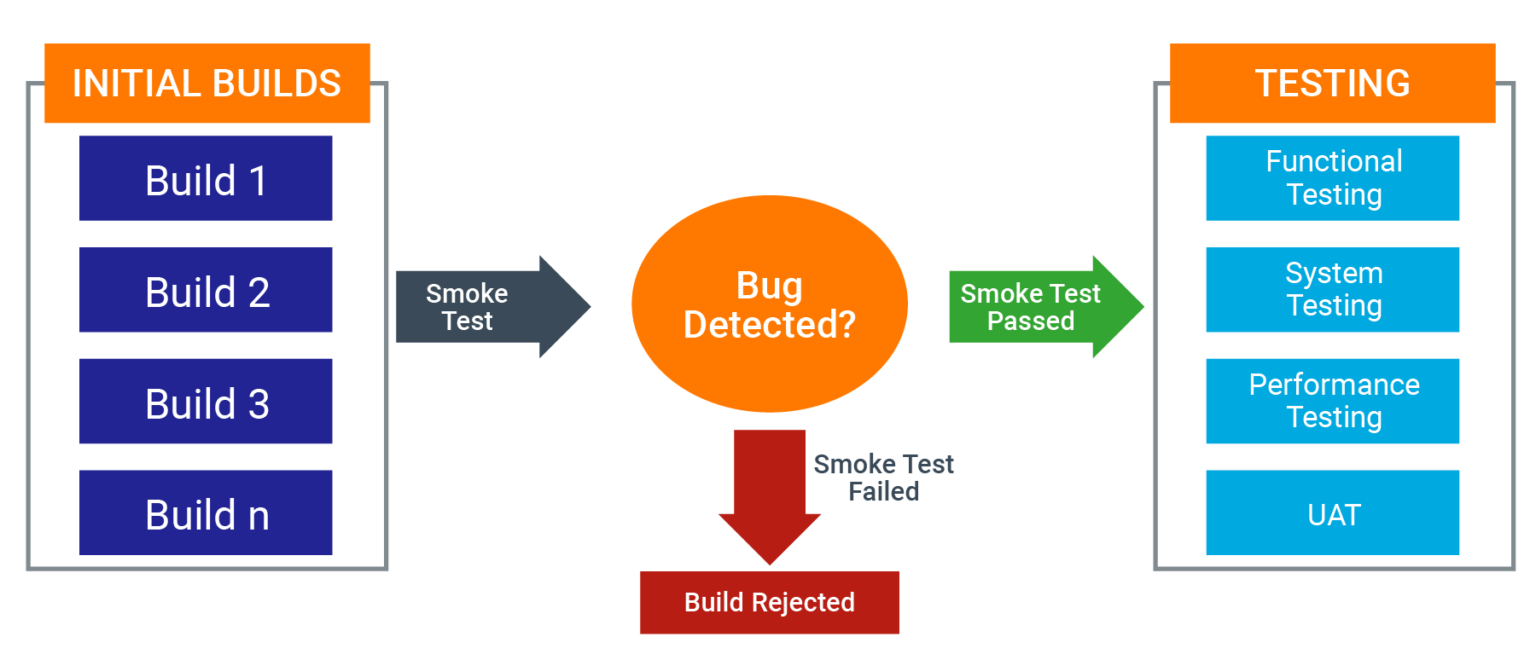 INITIAL BUILDS
Build 1
Build 2
Build 3
Build n
Smoke
Test
Bug
Detected?
Smoke Test
Passed
Smoke Test
Failed
Build Rejected
TESTING
Functional
Testing
System
Testing
Performance
Testing
UAT